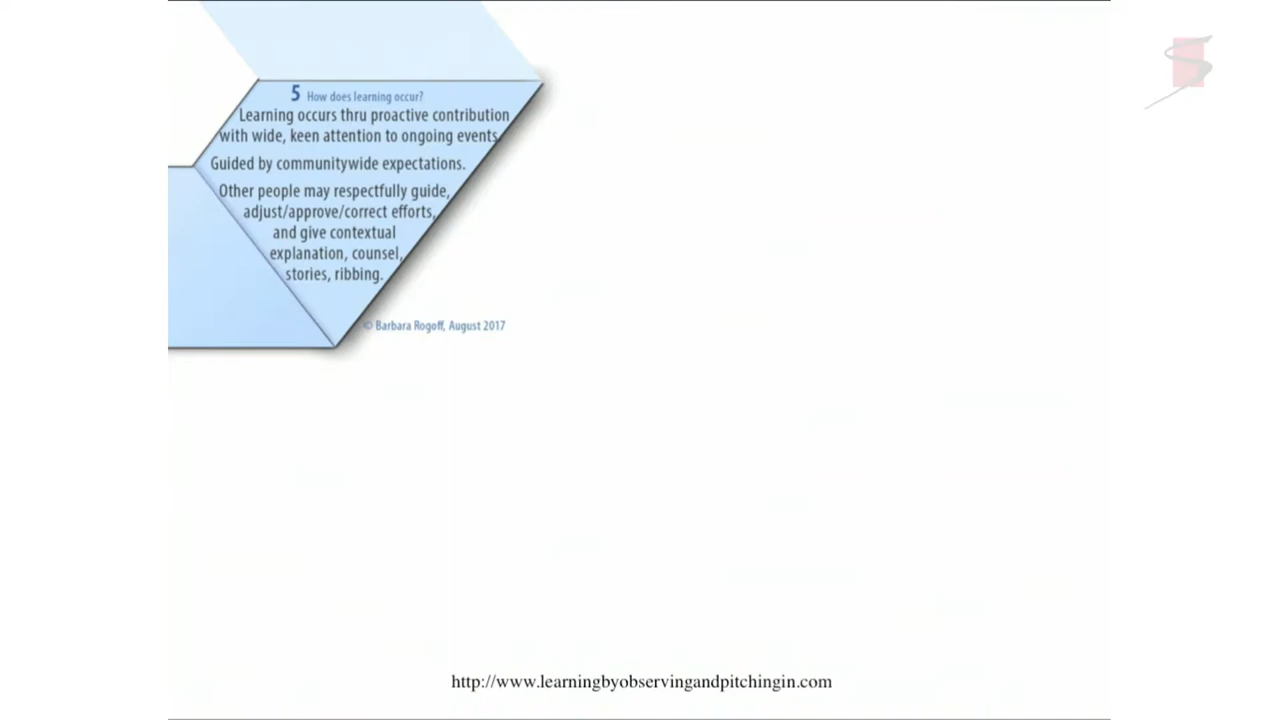 5 How does learning occur?
Learning occurs thru proactive contribution
with wide, keen attention to ongoing events.
Guided by communitywide expectations.
Other people may respectfully guide,
adjust/approve/correct efforts,
and give contextual
explanation, counsel,
stories, ribbing.
© Barbara Rogoff, August 2017
http://www.learningbyobservingandpitchingin.com